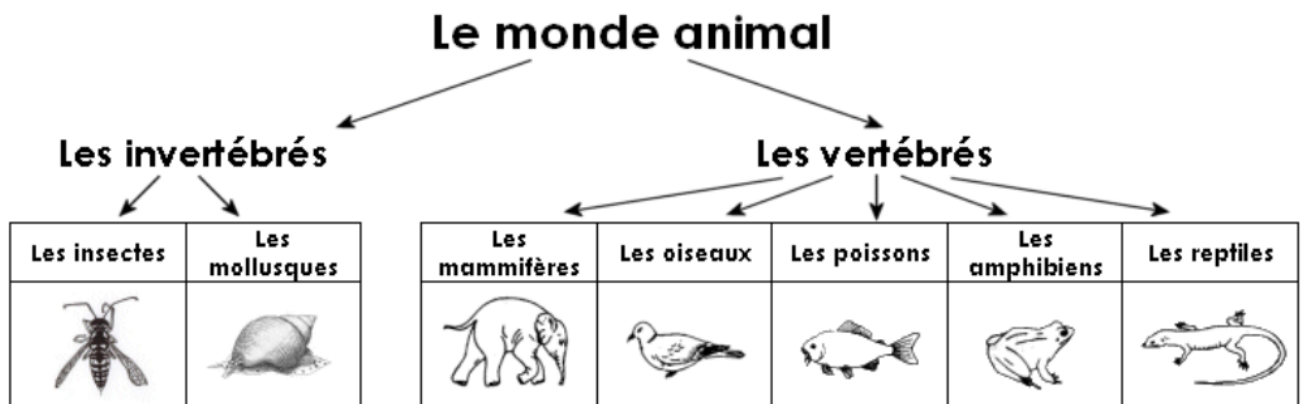 Le monde animal
Les invertébrés
Les vertébrés
Les insectes
Les
mollusques
Les
mammifères
Les oiseaux
Les poissons
Les
amphibiens
Les reptiles